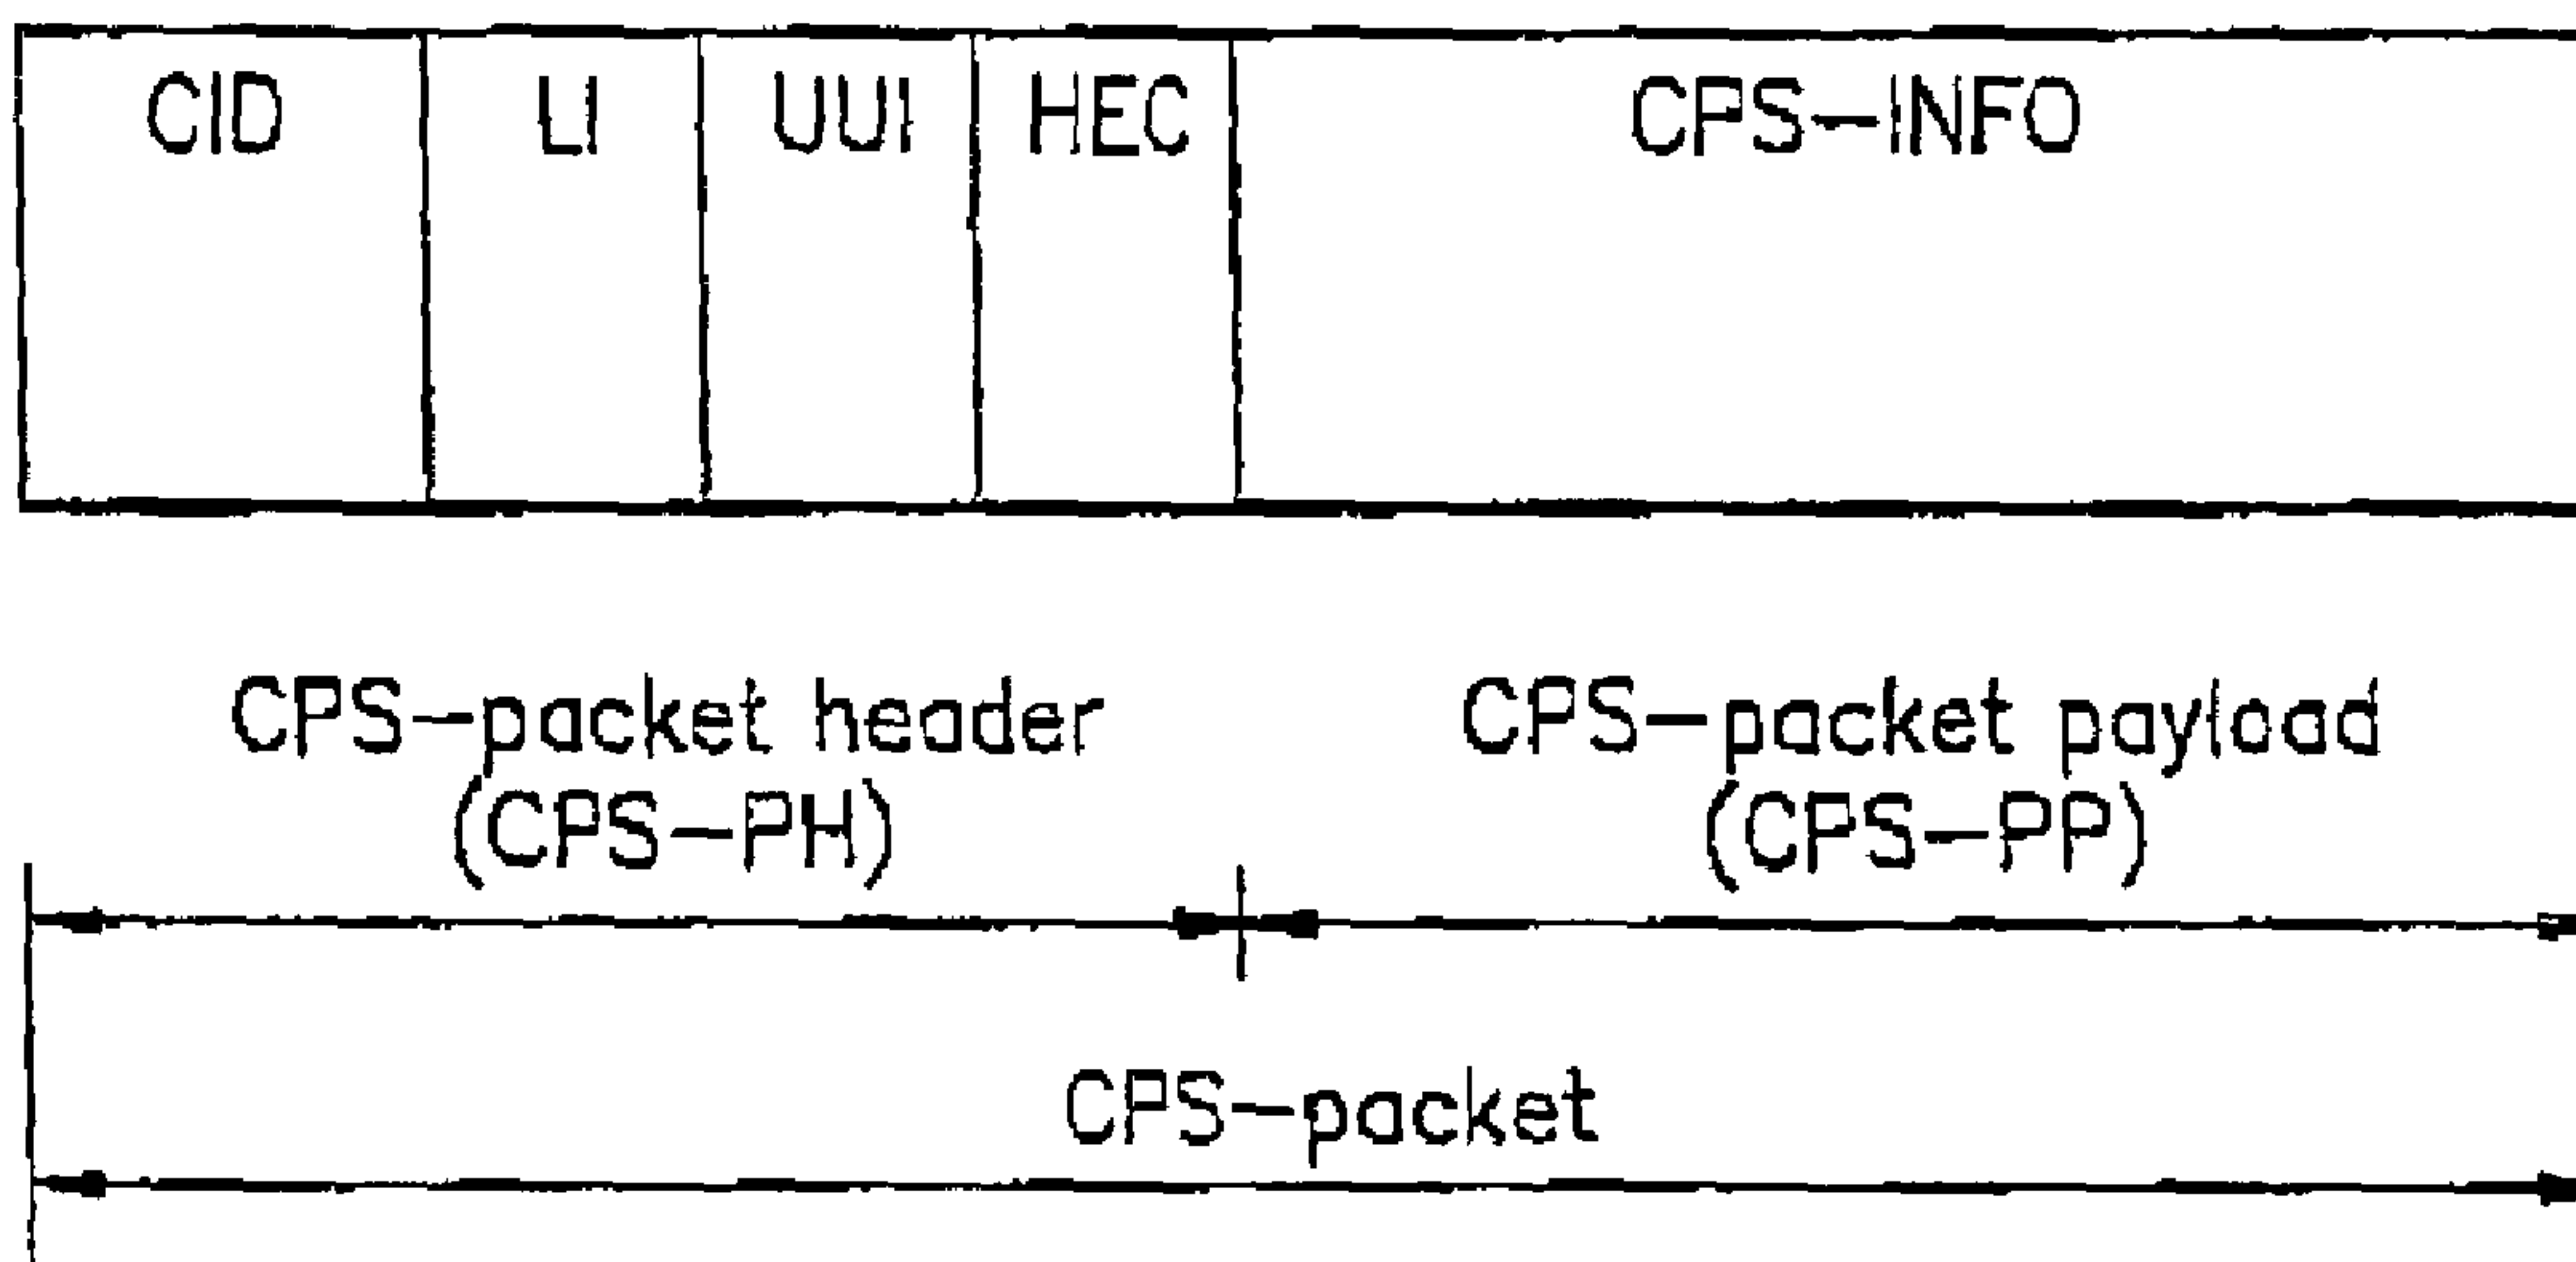 CID LI UUI HEC CPS-INFO
CPS-packet header CPS-packet payload
(CPS-PH) (CPS-PP)
CPS-packet